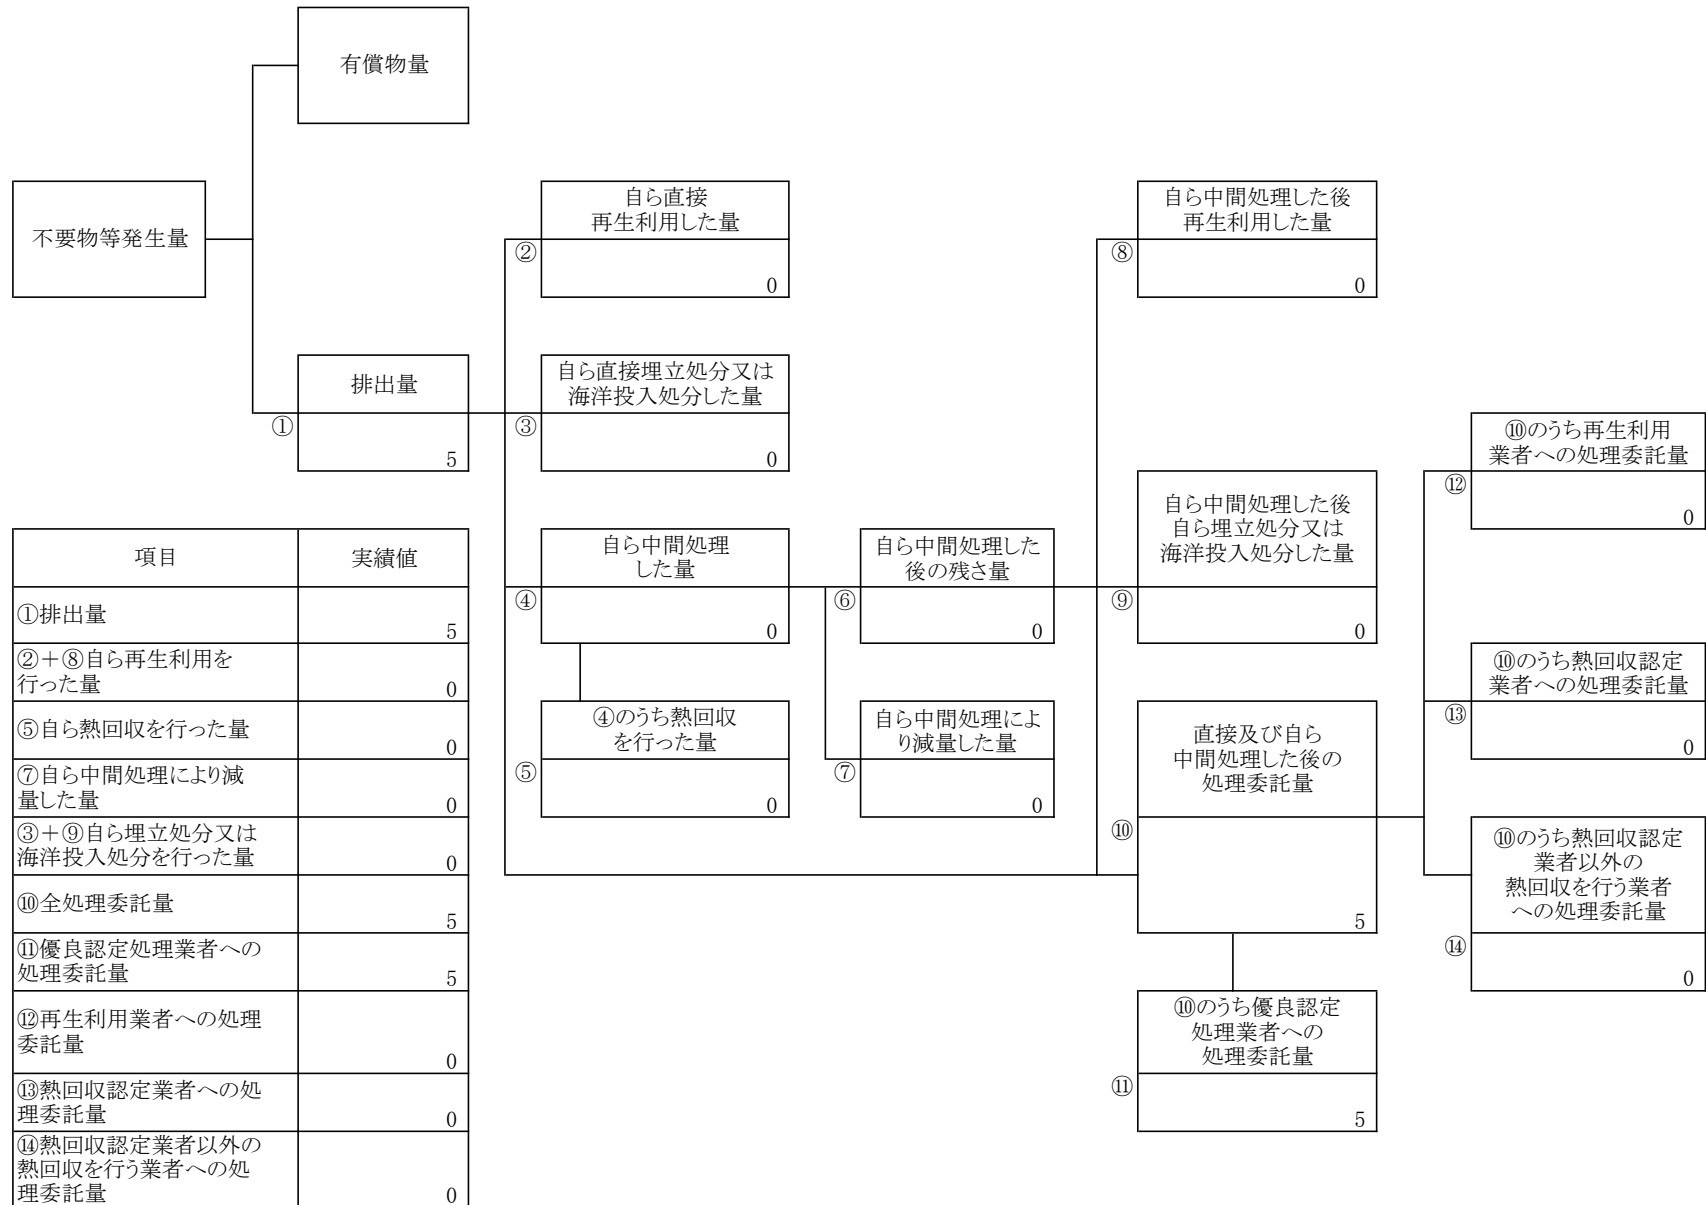 有償物量
不要物等発生量
自ら直接
再生利用した量
②
0
自ら中間処理した後
再生利用した量
⑧
0
排出量
①
5
自ら直接埋立処分又は
海洋投入処分した量
③
0
⑩のうち再生利用
業者への処理委託量
⑫
0
自ら中間処理した後
自ら埋立処分又は
海洋投入処分した量
⑨
0
自ら中間処理
した量
④
0
自ら中間処理した
後の残さ量
⑥
0
⑩のうち熱回収認定
業者への処理委託量
⑬
0
④のうち熱回収
を行った量
⑤
0
自ら中間処理によ
り減量した量
⑦
0
直接及び自ら
中間処理した後の
処理委託量
⑩
5
⑩のうち熱回収認定
業者以外の
熱回収を行う業者
への処理委託量
⑭
0
⑩のうち優良認定
処理業者への
処理委託量
⑪
5
項目 実績値
①排出量
5
②＋⑧自ら再生利用を
行った量 0
⑤自ら熱回収を行った量
0
⑦自ら中間処理により減
量した量 0
③＋⑨自ら埋立処分又は
海洋投入処分を行った量 0
⑩全処理委託量
5
⑪優良認定処理業者への
処理委託量 5
⑫再生利用業者への処理
委託量
0
⑬熱回収認定業者への処
理委託量 0
⑭熱回収認定業者以外の
熱回収を行う業者への処
理委託量 0